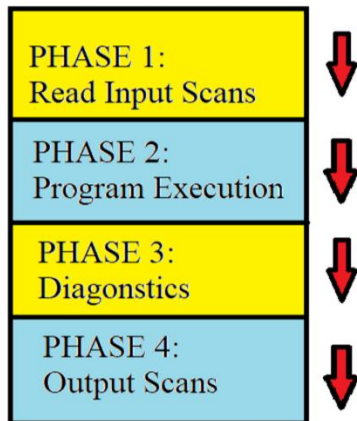 PHASE 1:
Read Input Scans
PHASE 2:
Program Execution
PHASE 3:
Diagonstics
PHASE 4:
Output Scans